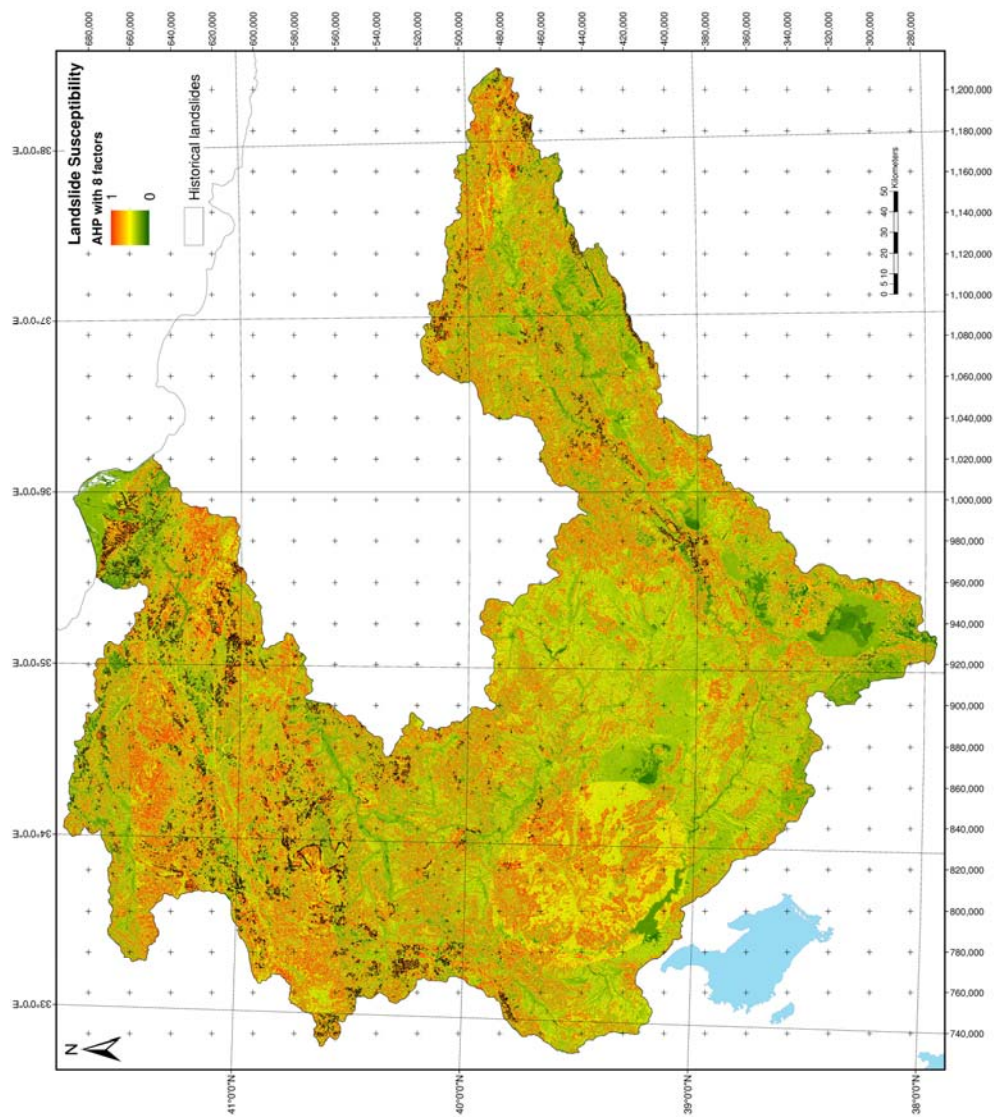 Landslide Susceptibility
AHP with 8 factors
1
0
Historical landslides
N
33°0'0"E
34°0'0"E
35°0'0"E
36°0'0"E
37°0'0"E
38°0'0"E
680,000
660,000
640,000
620,000
600,000
580,000
560,000
540,000
520,000
500,000
480,000
460,000
440,000
420,000
400,000
380,000
360,000
340,000
320,000
300,000
280,000
41°0'0"N
40°0'0"N
39°0'0"N
38°0'0"N
0 5 10 20 30 40 50
Kilometers
740,000
760,000
780,000
800,000
820,000
840,000
860,000
880,000
900,000
920,000
940,000
960,000
980,000
1,000,000
1,020,000
1,040,000
1,060,000
1,080,000
1,100,000
1,120,000
1,140,000
1,160,000
1,180,000
1,200,000